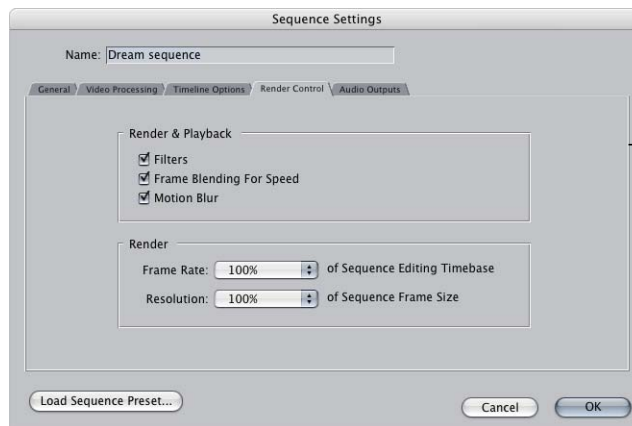 Sequence Settings
Name: Dream sequence
General Video Processing Timeline Options Render Control Audio Outputs
Render & Playback
Filters
Frame Blending For Speed
Motion Blur
Render
Frame Rate: 100% of Sequence Editing Timebase
Resolution: 100% of Sequence Frame Size
Load Sequence Preset... Cancel OK